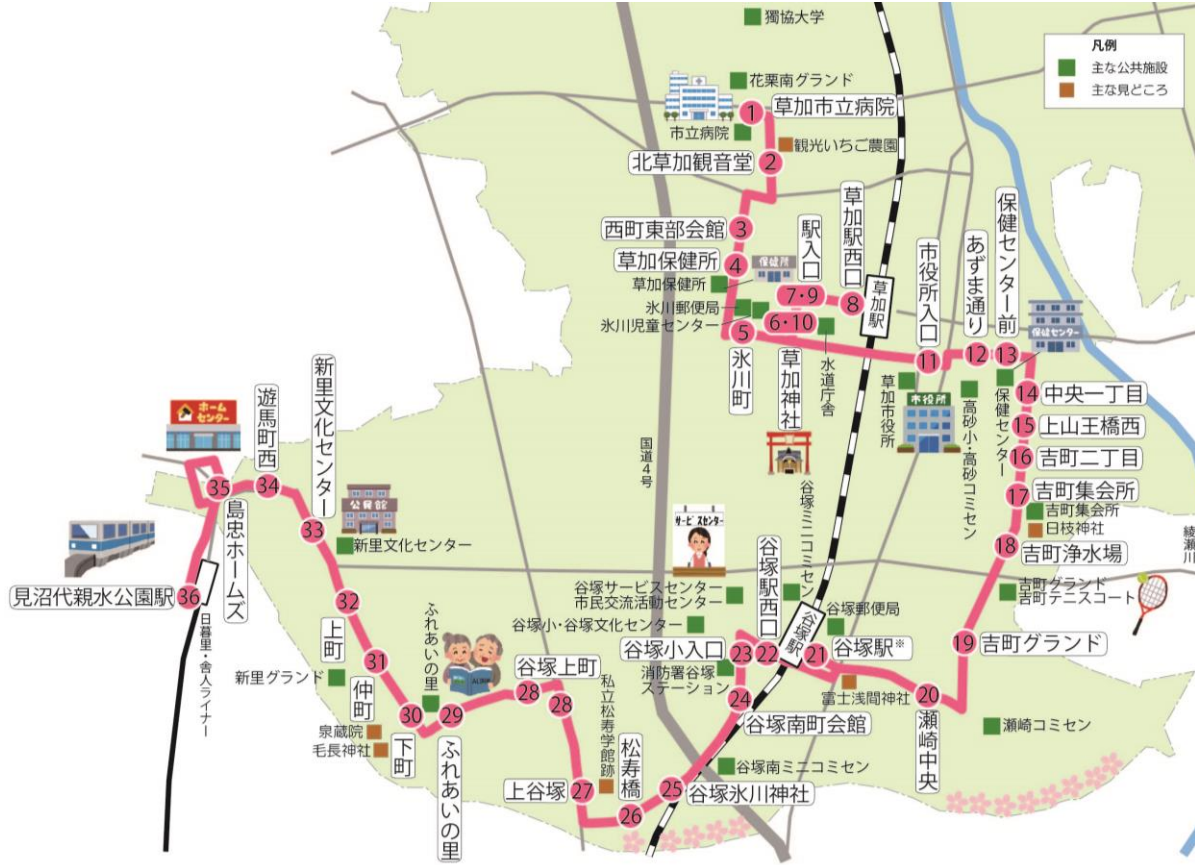 獨協大学
凡例
主な公共施設
主な見どころ
花栗南グランド
1
草加市立病院
市立病院
観光いちご農園
北草加観音堂
2
西町東部会館
3
草加保健所
4
保健所
草加保健所
駅入口
7・9
草加駅西口
8
草加駅
氷川郵便局
氷川児童センター
6・10
5
氷川町
草加神社
水道庁舎
市役所入口
11
あずま通り
12
保健センター前
13
保健センター
草加市役所
市役所
高砂小・高砂コミセン
保健センター
14
中央一丁目
15
上山王橋西
16
吉町二丁目
17
吉町集会所
吉町集会所
日枝神社
18
吉町浄水場
綾瀬川
吉町グランド
吉町テニスコート
19
吉町グランド
国道4号
サービスセンター
谷塚ミニコミセン
谷塚サービスセンター
市民交流活動センター
谷塚小・谷塚文化センター
谷塚駅西口
谷塚郵便局
谷塚駅
谷塚小入口
23
22
21
谷塚駅※
消防署谷塚
ステーション
富士浅間神社
20
瀬崎中央
瀬崎コミセン
24
谷塚南町会館
谷塚南ミニコミセン
25
谷塚氷川神社
松寿橋
26
私立松寿学館跡
上谷塚
27
谷塚上町
28
28
ふれあいの里
ALBUM
29
ふれあいの里
30
下町
泉蔵院
毛長神社
31
仲町
新里グランド
32
上町
公民館
新里文化センター
33
新里文化センター
34
遊馬町西
ホーム
センター
35
島忠ホームズ
見沼代親水公園駅
36
日暮里・舎人ライナー